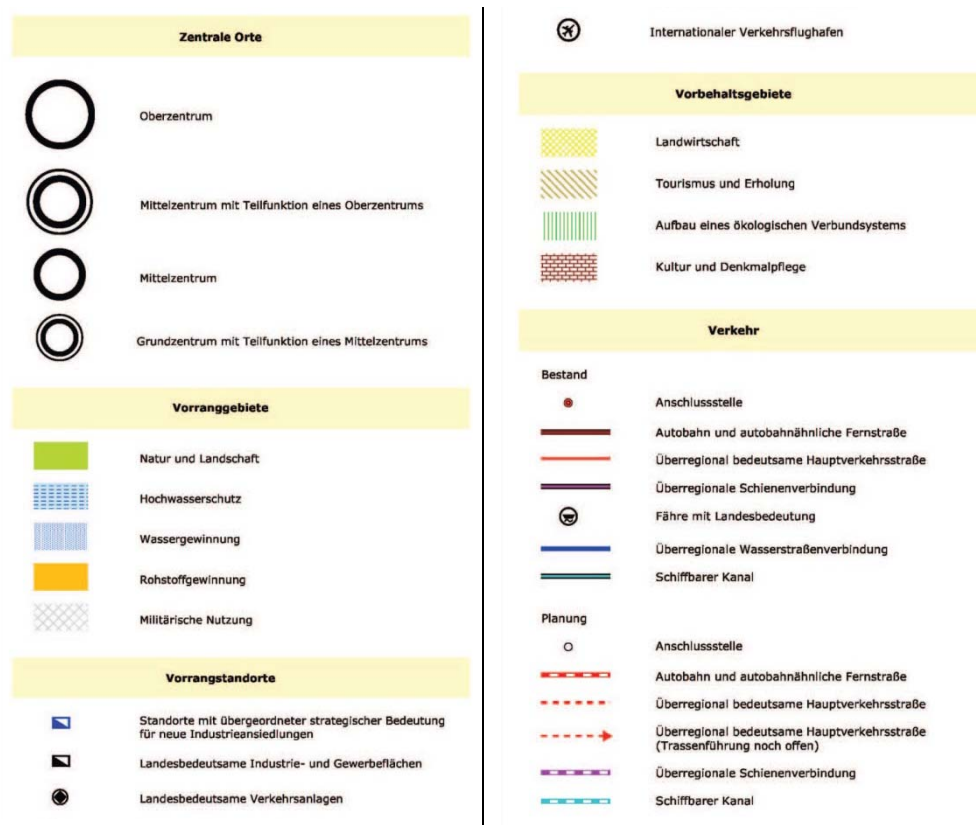 Zentrale Orte
Oberzentrum
Mittelzentrum mit Teilfunktion eines Oberzentrums
Mittelzentrum
Grundzentrum mit Teilfunktion eines Mittelzentrums
Vorranggebiete
Natur und Landschaft
Hochwasserschutz
Wassergewinnung
Rohstoffgewinnung
Militärische Nutzung
Vorrangstandorte
Standorte mit übergeordneter strategischer Bedeutung
für neue Industrieansiedlungen
Landesbedeutsame Industrie- und Gewerbeflächen
Landesbedeutsame Verkehrsanlagen
Internationaler Verkehrsflughafen
Vorbehaltsgebiete
Landwirtschaft
Tourismus und Erholung
Aufbau eines ökologischen Verbundsystems
Kultur und Denkmalpflege
Verkehr
Bestand
Anschlussstelle
Autobahn und autobahnähnliche Fernstraße
Überregional bedeutsame Hauptverkehrsstraße
Überregionale Schienenverbindung
Fähre mit Landesbedeutung
Überregionale Wasserstraßenverbindung
Schiffbarer Kanal
Planung
Anschlussstelle
Autobahn und autobahnähnliche Fernstraße
Überregional bedeutsame Hauptverkehrsstraße
Überregional bedeutsame Hauptverkehrsstraße
(Trassenführung noch offen)
Überregionale Schienenverbindung
Schiffbarer Kanal